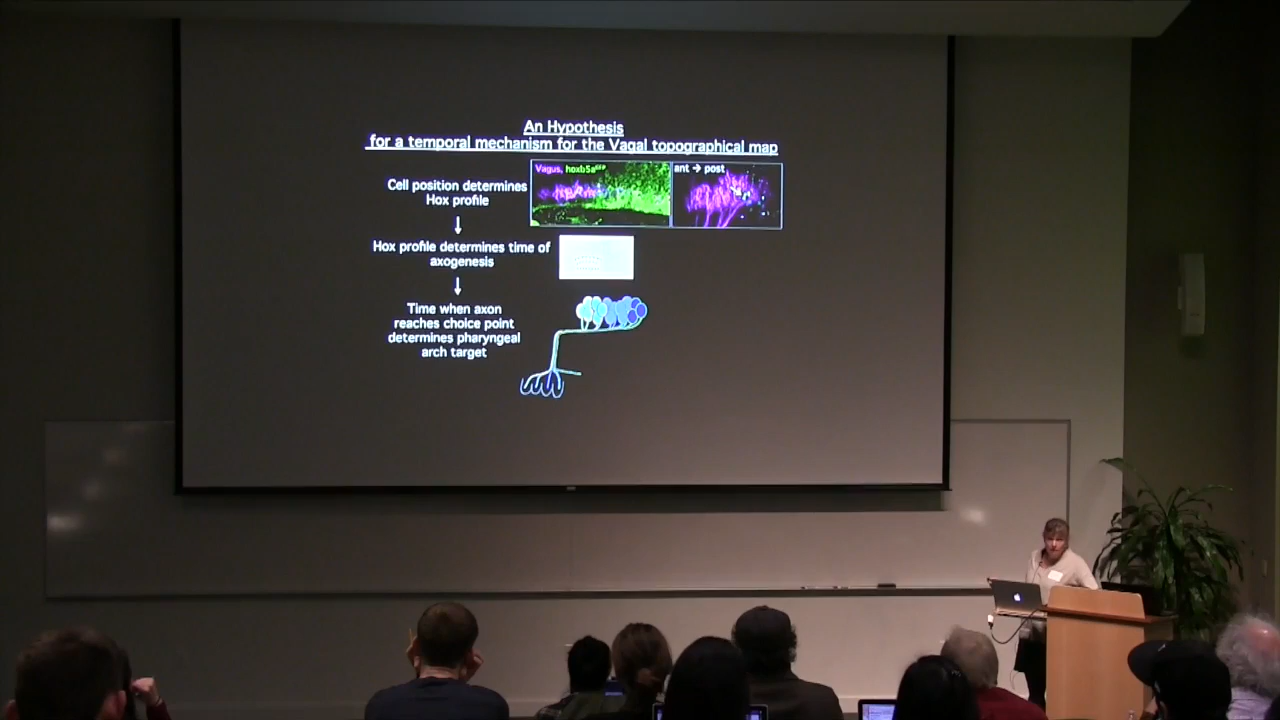 An Hypothesis
for a temporal mechanism for the Vagal topographical map
Vagus, hoxb5aGFP
ant → post
Cell position determines
Hox profile
Hox profile determines time of
axogenesis
Time when axon
reaches choice point
determines pharyngeal
arch target